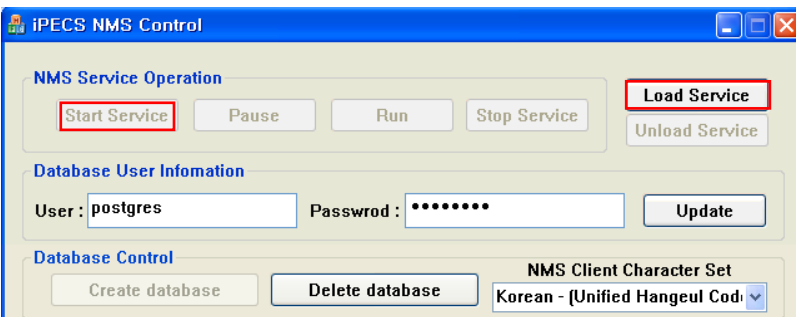 iPECS NMS Control
NMS Service Operation
Start Service Pause Run Stop Service
Load Service
Unload Service
Database User Infomation
User : postgres Passwrod : •••••••• Update
Database Control
Create database Delete database
NMS Client Character Set
Korean - (Unified Hangeul Cod